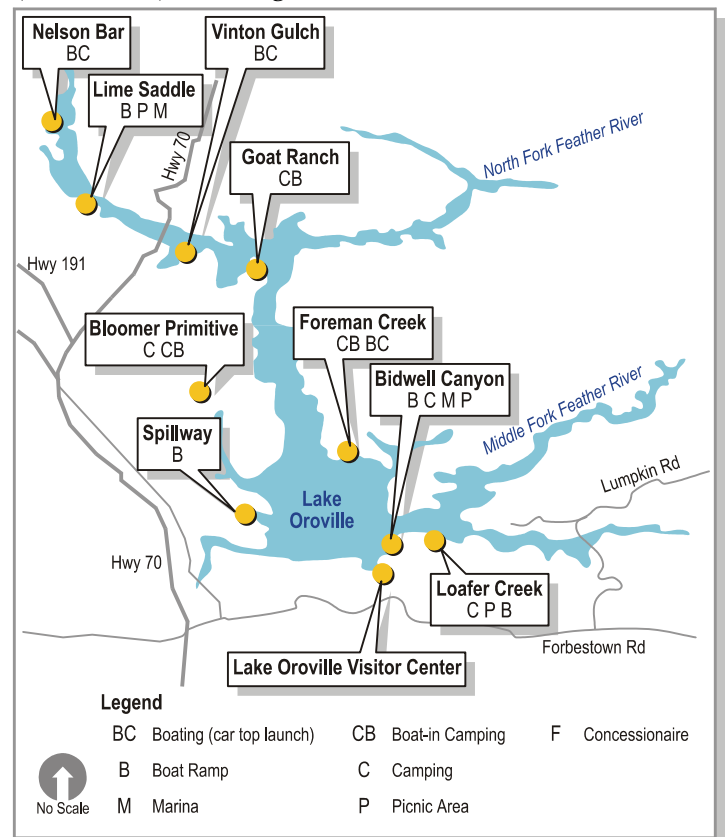 Nelson Bar
BC
Vinton Gulch
BC
Lime Saddle
B P M
Hwy 70
Goat Ranch
CB
North Fork Feather River
Hwy 191
Bloomer Primitive
C CB
Foreman Creek
CB BC
Bidwell Canyon
B C M P
Middle Fork Feather River
Spillway
B
Lake
Oroville
Lumpkin Rd
Hwy 70
Loafer Creek
C P B
Forbestown Rd
Lake Oroville Visitor Center
Legend
BC Boating (car top launch)
CB Boat-in Camping
F Concessionaire
B Boat Ramp
C Camping
M Marina
P Picnic Area
No Scale